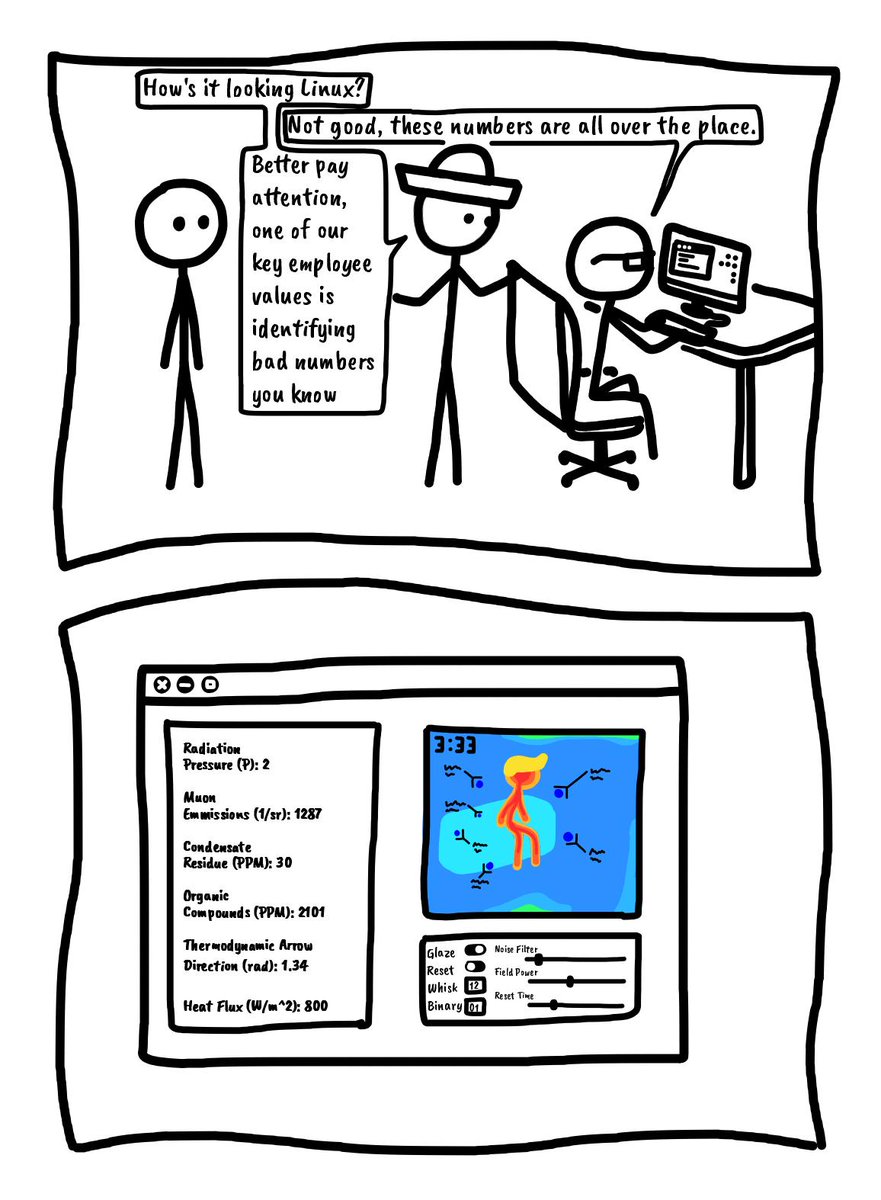 How's it looking Linux?
Not good, these numbers are all over the place.
Better pay
attention,
one of our
key employee
values is
identifying
bad numbers
you know
Radiation
Pressure (P): 2
Muon
Emmissions (1/sr): 1287
Condensate
Residue (PPM): 30
Organic
Compounds (PPM): 2101
Thermodynamic Arrow
Direction (rad): 1.34
Heat Flux (W/m^2): 800
3:33
Glaze
Reset
Whisk 12
Binary 01
Noise Filter
Field Power
Reset Time